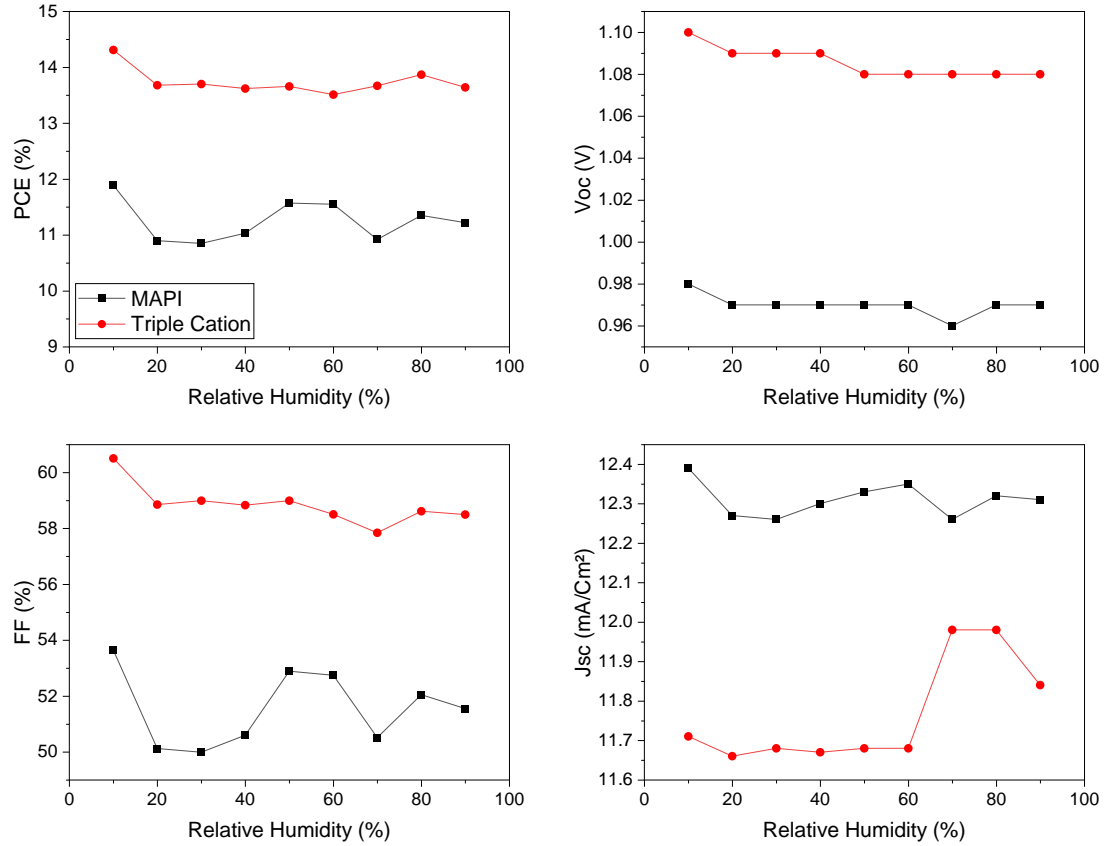 15
14
13
12
11
10
9
PCE (%)
MAPI
Triple Cation
0 20 40 60 80 100
Relative Humidity (%)
1.10
1.08
1.06
1.04
1.02
1.00
0.98
0.96
Voc (V)
0 20 40 60 80 100
Relative Humidity (%)
60
58
56
54
52
50
FF (%)
0 20 40 60 80 100
Relative Humidity (%)
12.4
12.3
12.2
12.1
12.0
11.9
11.8
11.7
11.6
Jsc (mA/Cm²)
0 20 40 60 80 100
Relative Humidity (%)